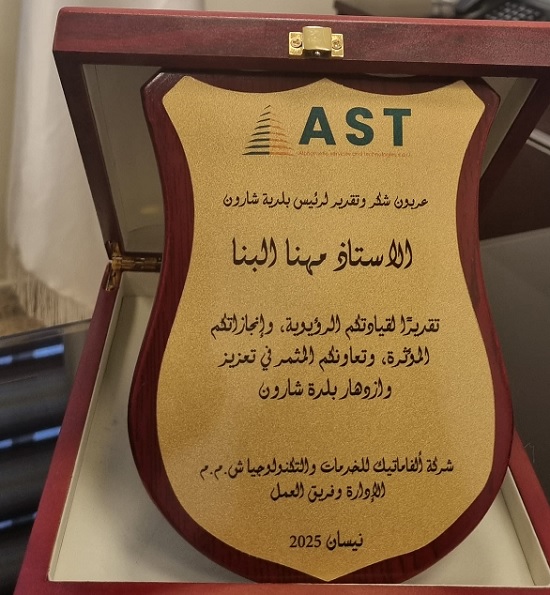 AST
عربون شكر وتقدير لرئيس بلدية شارون
الاستاذ مهنا البنا
تقديرًا لقيادتكم الرؤيوية، وإنجازاتكم
المؤثرة، وتعاونكم المثمر في تعزيز
وازدهار بلدة شارون
شركة ألفاماتيك للخدمات والتكنولوجيا ش.م.م
الإدارة وفريق العمل
نيسان 2025